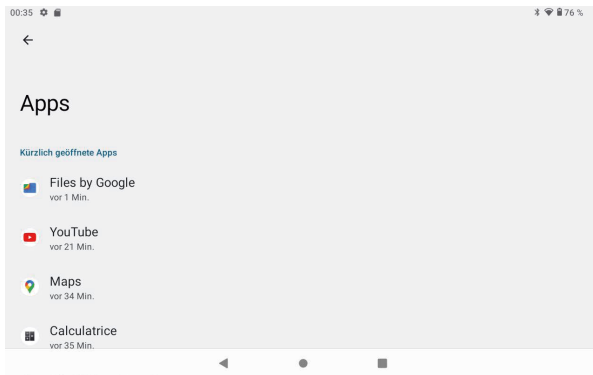 00:35
76 %
Apps
Kürzlich geöffnete Apps
Files by Google
vor 1 Min.
YouTube
vor 21 Min.
Maps
vor 34 Min.
Calculatrice
vor 35 Min.